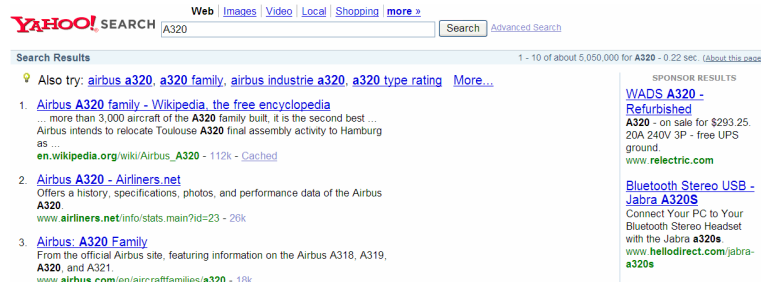 Web | Images | Video | Local | Shopping | more »
YAHOO! SEARCH
A320
Search
Advanced Search
Search Results
1 - 10 of about 5,050,000 for A320 - 0.22 sec. (About this page
Also try: airbus a320, a320 family, airbus industrie a320, a320 type rating More...
1. Airbus A320 family - Wikipedia, the free encyclopedia
... more than 3,000 aircraft of the A320 family built, it is the second best ...
Airbus intends to relocate Toulouse A320 final assembly activity to Hamburg
as ...
en.wikipedia.org/wiki/Airbus_A320 - 112k - Cached
2. Airbus A320 - Airliners.net
Offers a history, specifications, photos, and performance data of the Airbus
A320.
www.airliners.net/info/stats.main?id=23 - 26k
3. Airbus: A320 Family
From the official Airbus site, featuring information on the Airbus A318, A319,
A320, and A321.
www.airbus.com/en/aircraftfamilies/a320 - 18k
SPONSOR RESULTS
WADS A320 -
Refurbished
A320 - on sale for $293.25.
20A 240V 3P - free UPS
ground.
www.relectric.com
Bluetooth Stereo USB -
Jabra A320S
Connect Your PC to Your
Bluetooth Stereo Headset
with the Jabra a320s.
www.hellodirect.com/jabra-
a320s